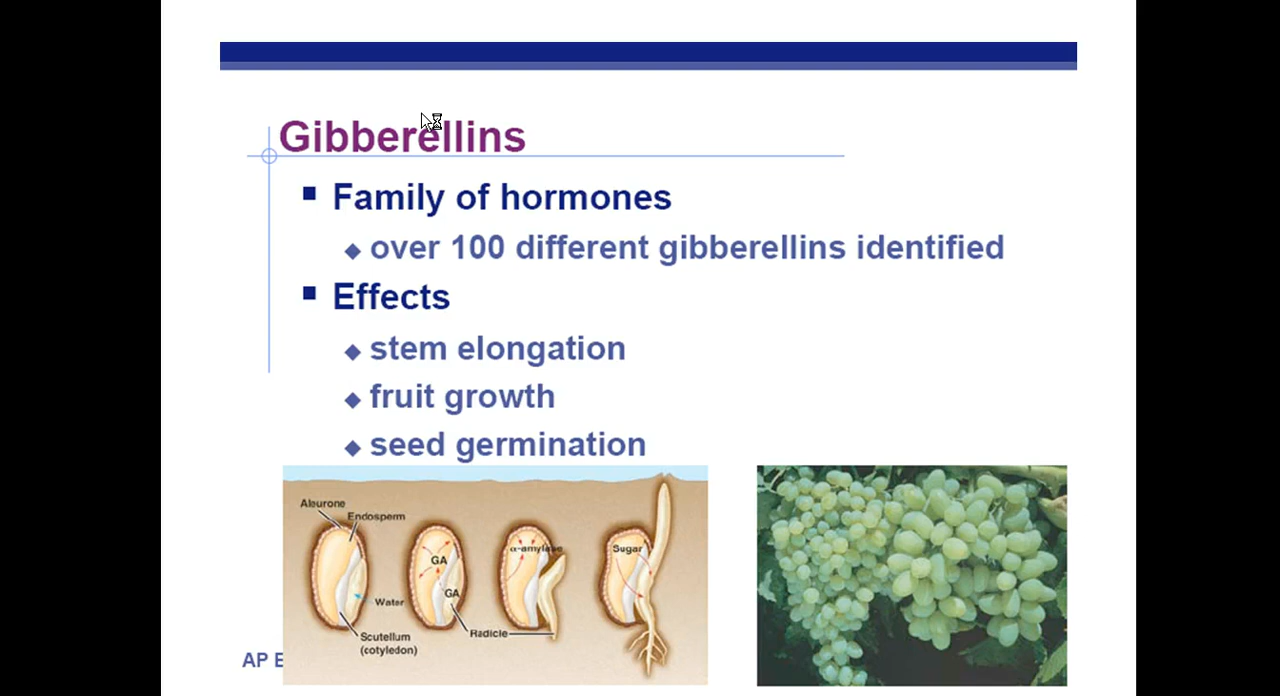 Gibberellins
Family of hormones
over 100 different gibberellins identified
Effects
stem elongation
fruit growth
seed germination
Aleurone
Endosperm
Water
Scutellum
(cotyledon)
GA
GA
Radicle
α-amylase
Sugar
AP